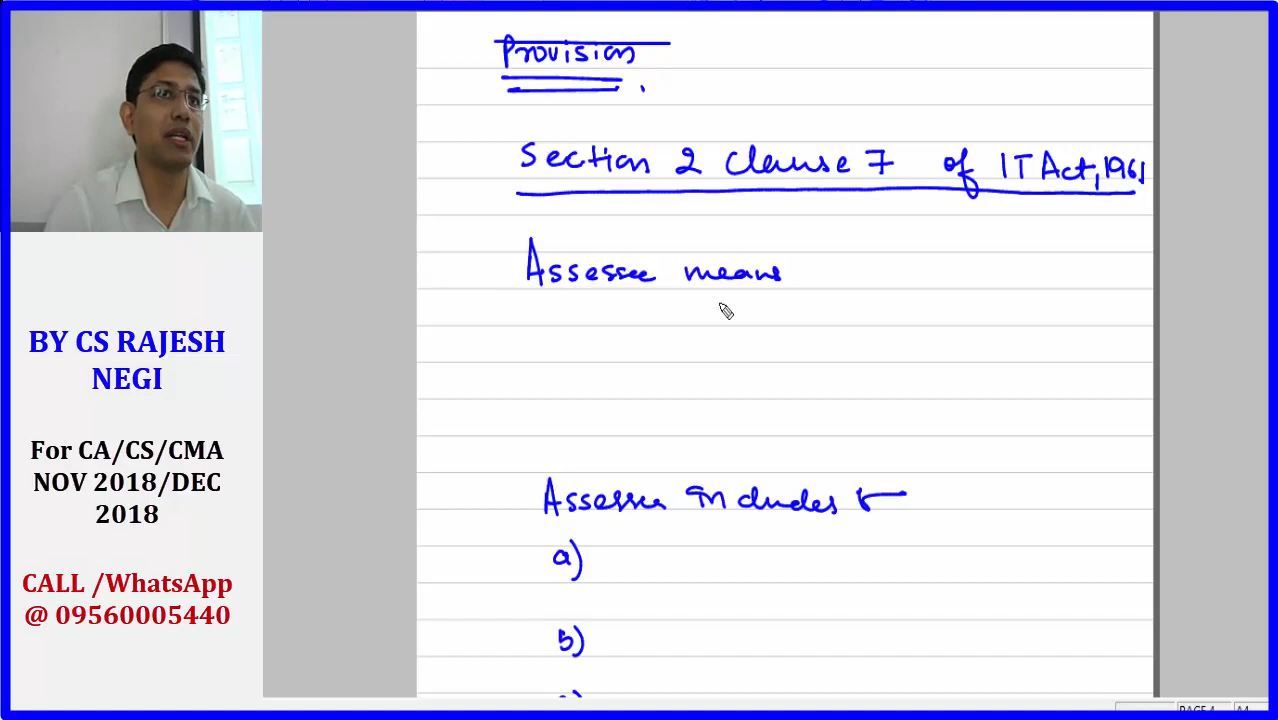 Provision
Section 2 Clause 7 of IT Act, 1961
Assessee means
Assessee Includes
a)
b)
BY CS RAJESH
NEGI
For CA/CS/CMA
NOV 2018/DEC
2018
CALL /WhatsApp
@ 09560005440